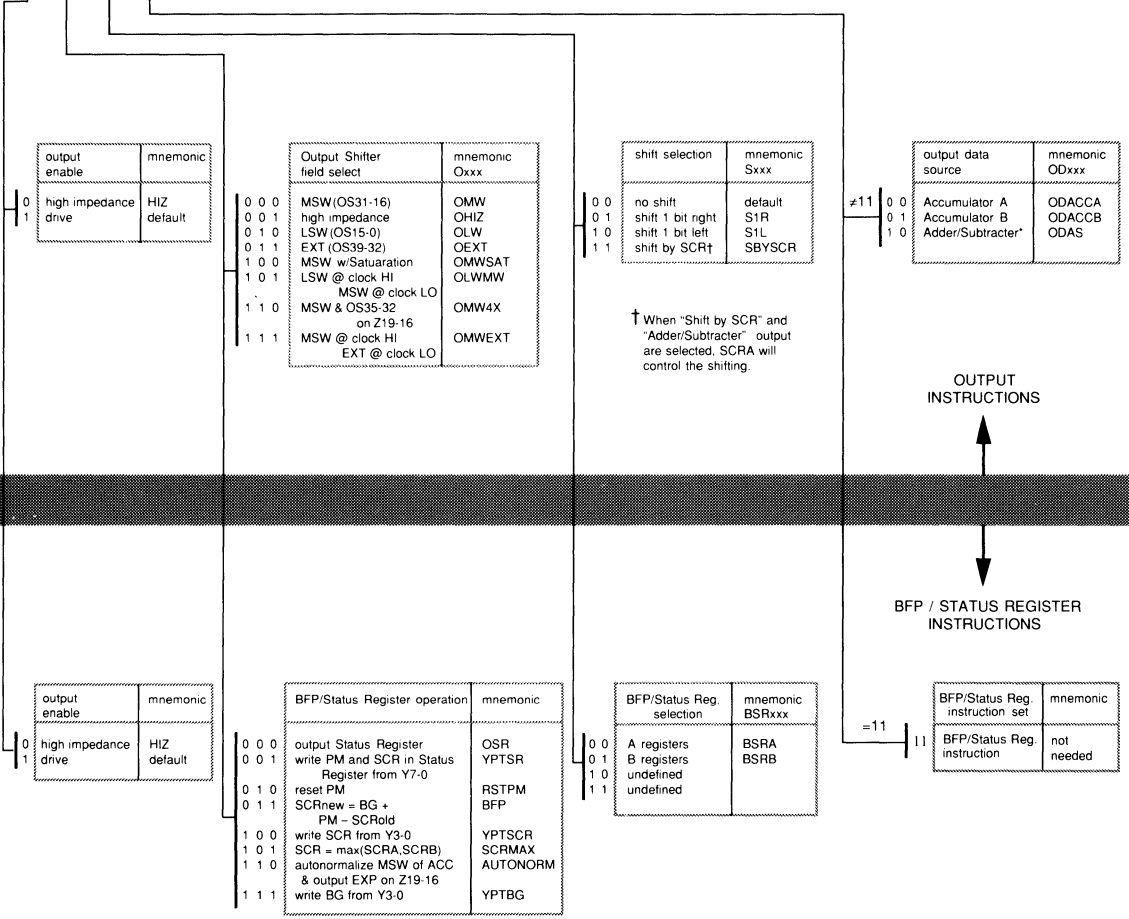 output mnemonic
enable
0 high impedance HIZ
1 drive default
Output Shifter mnemonic
field select Oxxx
0 0 0 MSW (OS31-16) OMW
0 0 1 high impedance OHIZ
0 1 0 LSW (OS15-0) OLW
0 1 1 EXT (OS39-32) OEXT
1 0 0 MSW w/Satuaration OMWSAT
1 0 1 LSW @ clock HI OLWMW
MSW @ clock LO
1 1 0 MSW & OS35-32 OMW4X
on Z19-16
1 1 1 MSW @ clock HI OMWEXT
EXT @ clock LO
shift selection mnemonic
Sxxx
0 0 no shift default
0 1 shift 1 bit right S1R
1 0 shift 1 bit left S1L
1 1 shift by SCR† SBYSCR
† When "Shift by SCR" and
"Adder/Subtracter" output
are selected, SCRA will
control the shifting.
output data mnemonic
source ODxxx
≠11 0 0 Accumulator A ODACCA
0 1 Accumulator B ODACCB
1 0 Adder/Subtracter* ODAS
OUTPUT
INSTRUCTIONS
BFP / STATUS REGISTER
INSTRUCTIONS
output mnemonic
enable
0 high impedance HIZ
1 drive default
BFP/Status Register operation mnemonic
0 0 0 output Status Register OSR
0 0 1 write PM and SCR in Status YPTSR
Register from Y7-0
0 1 0 reset PM RSTPM
0 1 1 SCRnew = BG + BFP
PM – SCRold
1 0 0 write SCR from Y3-0 YPTSCR
1 0 1 SCR = max(SCRA,SCRB) SCRMAX
1 1 0 autonormalize MSW of ACC AUTONORM
& output EXP on Z19-16
1 1 1 write BG from Y3-0 YPTBG
BFP/Status Reg. mnemonic
selection BSRxxx
0 0 A registers BSRA
0 1 B registers BSRB
1 0 undefined
1 1 undefined
BFP/Status Reg. mnemonic
instruction set
=11 11 BFP/Status Reg. not
instruction needed